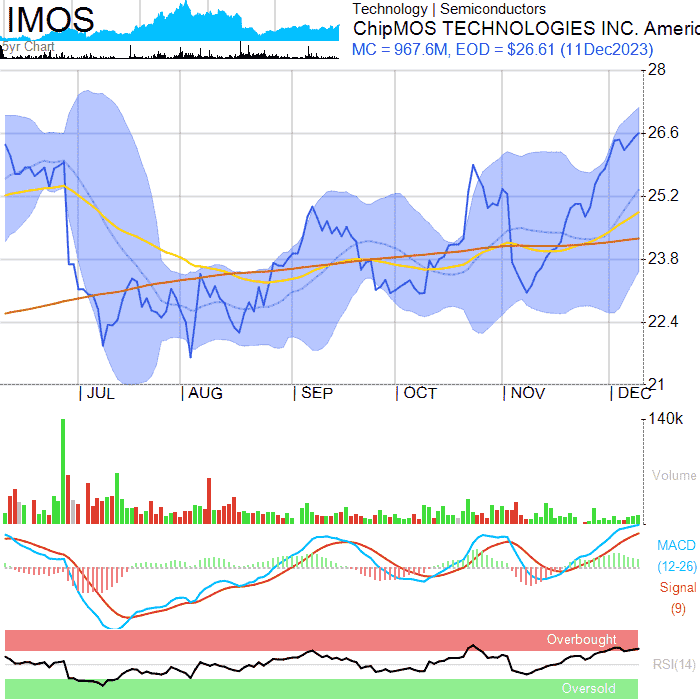 IMOS
Technology | Semiconductors
ChipMOS TECHNOLOGIES INC. Americ
MC = 967.6M, EOD = $26.61 (11Dec2023)
5yr Chart
28
26.6
25.2
23.8
22.4
21
| JUL | AUG | SEP | OCT | NOV | DEC
140k
Volume
MACD
(12-26)
Signal
(9)
Overbought
RSI(14)
Oversold